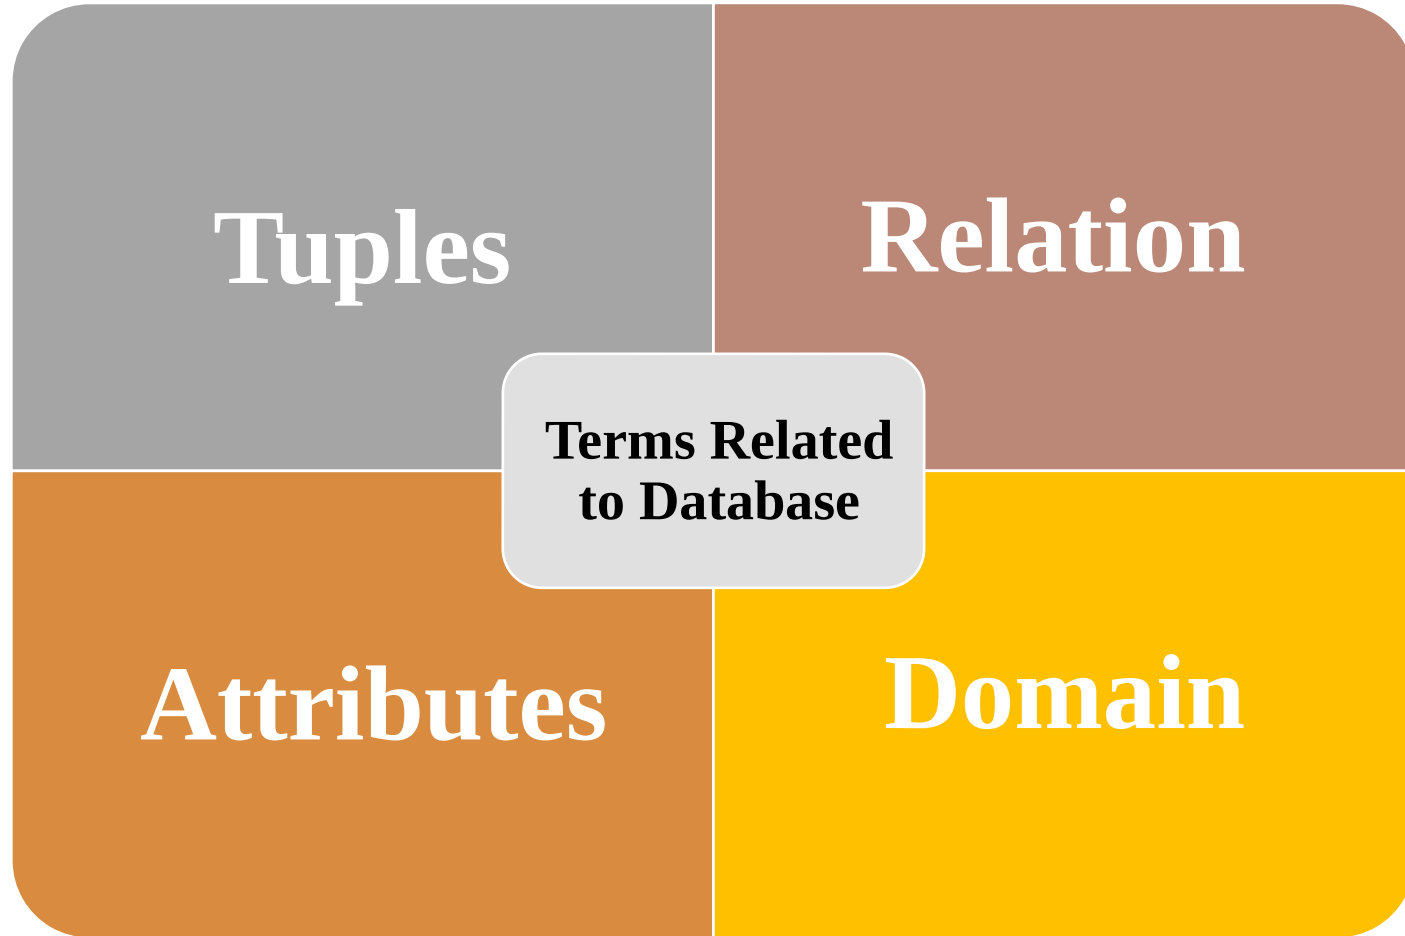 Tuples
Relation
Terms Related
to Database
Attributes
Domain